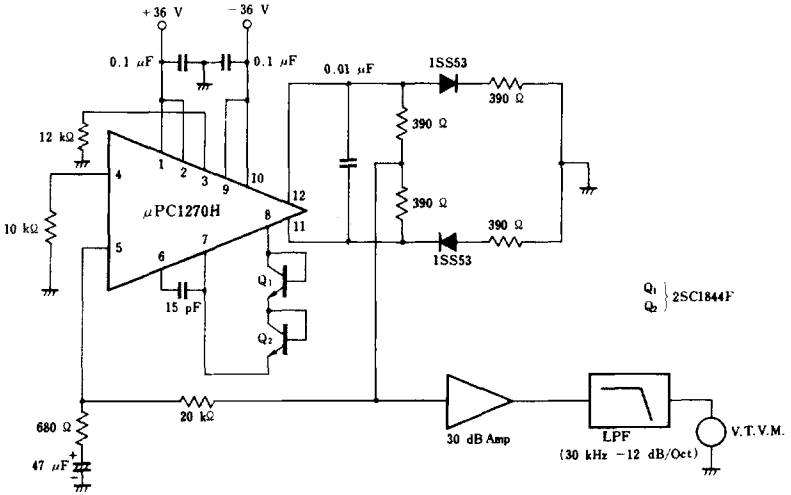 +36 V
−36 V
0.1 μF
0.1 μF
0.01 μF
1SS53
390 Ω
12 kΩ
390 Ω
1
2
3
9
10
4
12
11
μPC1270H
390 Ω
390 Ω
10 kΩ
5
6
7
8
1SS53
15 pF
Q1
Q2
Q1
Q2
2SC1844F
20 kΩ
680 Ω
47 μF
+
−
30 dB Amp
LPF
(30 kHz −12 dB/Oct)
V.T.V.M.